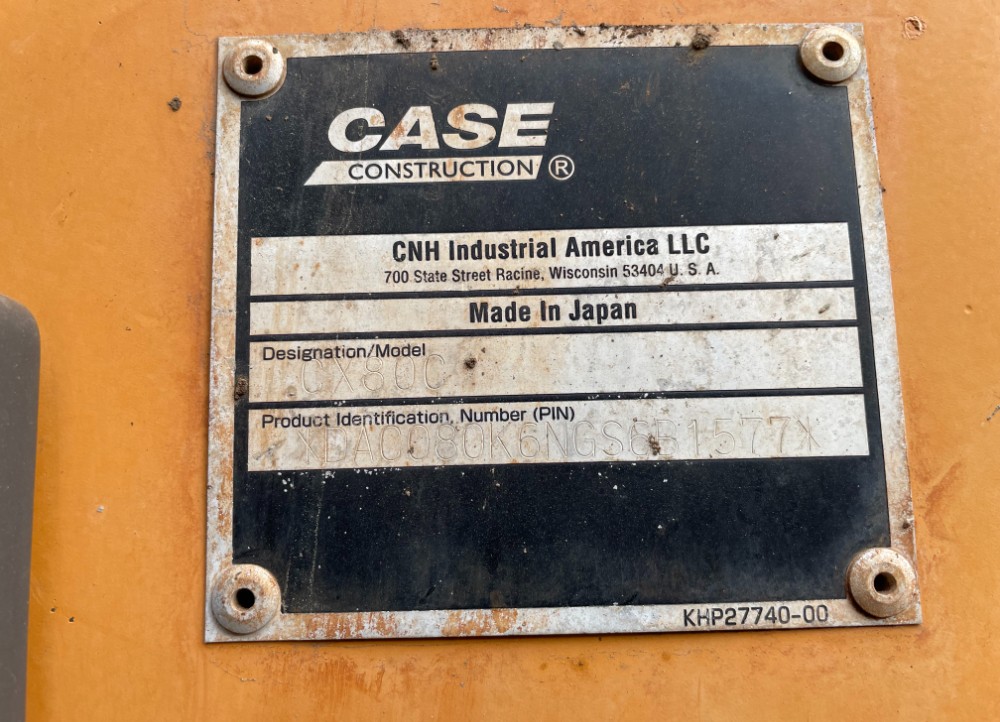 CASE
CONSTRUCTION ®
CNH Industrial America LLC
700 State Street Racine, Wisconsin 53404 U. S. A.
Made In Japan
Designation/Model
CX80C
Product Identification, Number (PIN)
KHP27740-00